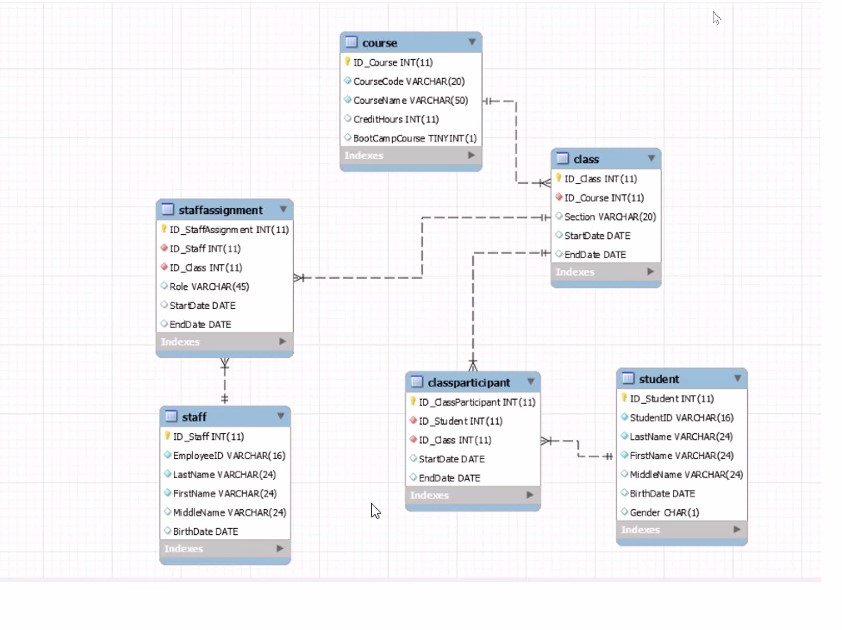 course
ID_Course INT(11)
CourseCode VARCHAR(20)
CourseName VARCHAR(50)
CreditHours INT(11)
BootCampCourse TINYINT(1)
Indexes
class
ID_Class INT(11)
ID_Course INT(11)
Section VARCHAR(20)
StartDate DATE
EndDate DATE
Indexes
staffassignment
ID_StaffAssignment INT(11)
ID_Staff INT(11)
ID_Class INT(11)
Role VARCHAR(45)
StartDate DATE
EndDate DATE
Indexes
staff
ID_Staff INT(11)
EmployeeID VARCHAR(16)
LastName VARCHAR(24)
FirstName VARCHAR(24)
MiddleName VARCHAR(24)
BirthDate DATE
Indexes
classparticipant
ID_ClassParticipant INT(11)
ID_Student INT(11)
ID_Class INT(11)
StartDate DATE
EndDate DATE
Indexes
student
ID_Student INT(11)
StudentID VARCHAR(16)
LastName VARCHAR(24)
FirstName VARCHAR(24)
MiddleName VARCHAR(24)
BirthDate DATE
Gender CHAR(1)
Indexes